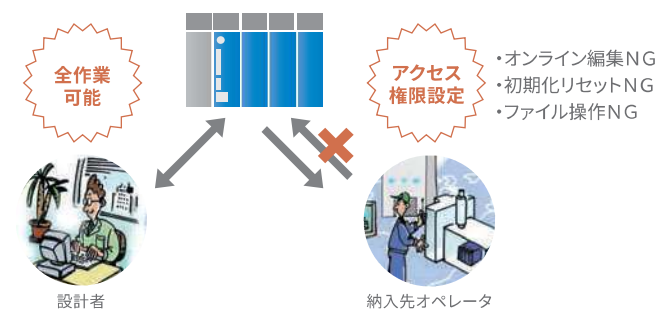 全作業
可能
アクセス
権限設定
・オンライン編集NG
・初期化リセットNG
・ファイル操作NG
設計者
納入先オペレータ